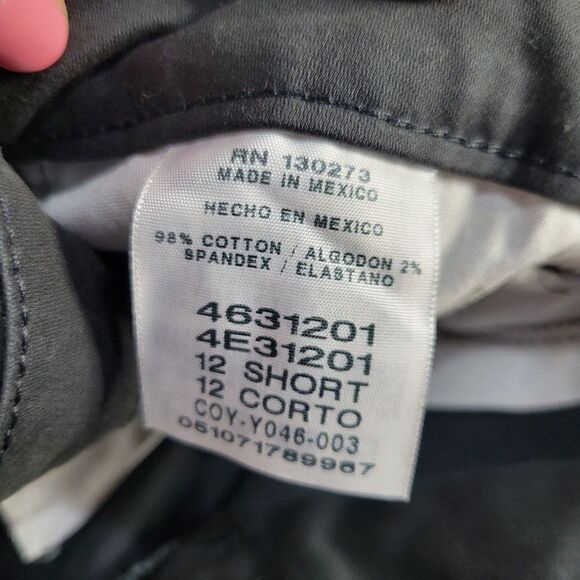 RN 130273
MADE IN MEXICO
HECHO EN MEXICO
98% COTTON / ALGODON 2%
SPANDEX / ELASTANO
4631201
4E31201
12 SHORT
12 CORTO
COY-Y046-003
051071789967